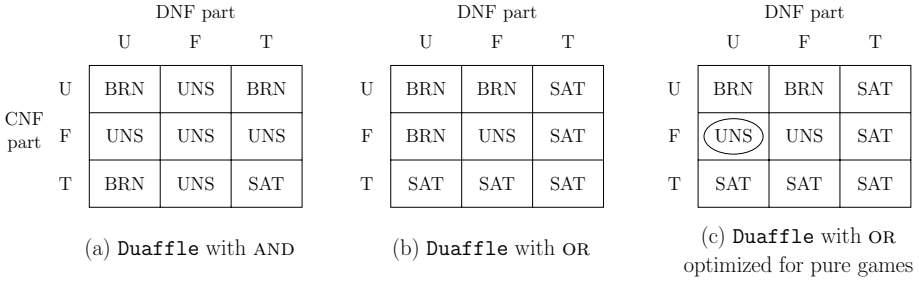 DNF part DNF part DNF part
U F T U F T U F T
U BRN UNS BRN U BRN BRN SAT U BRN BRN SAT
CNF
part
F UNS UNS UNS F BRN UNS SAT F UNS UNS SAT
T BRN UNS SAT T SAT SAT SAT T SAT SAT SAT
(a) Duaffle with AND (b) Duaffle with OR (c) Duaffle with OR
optimized for pure games